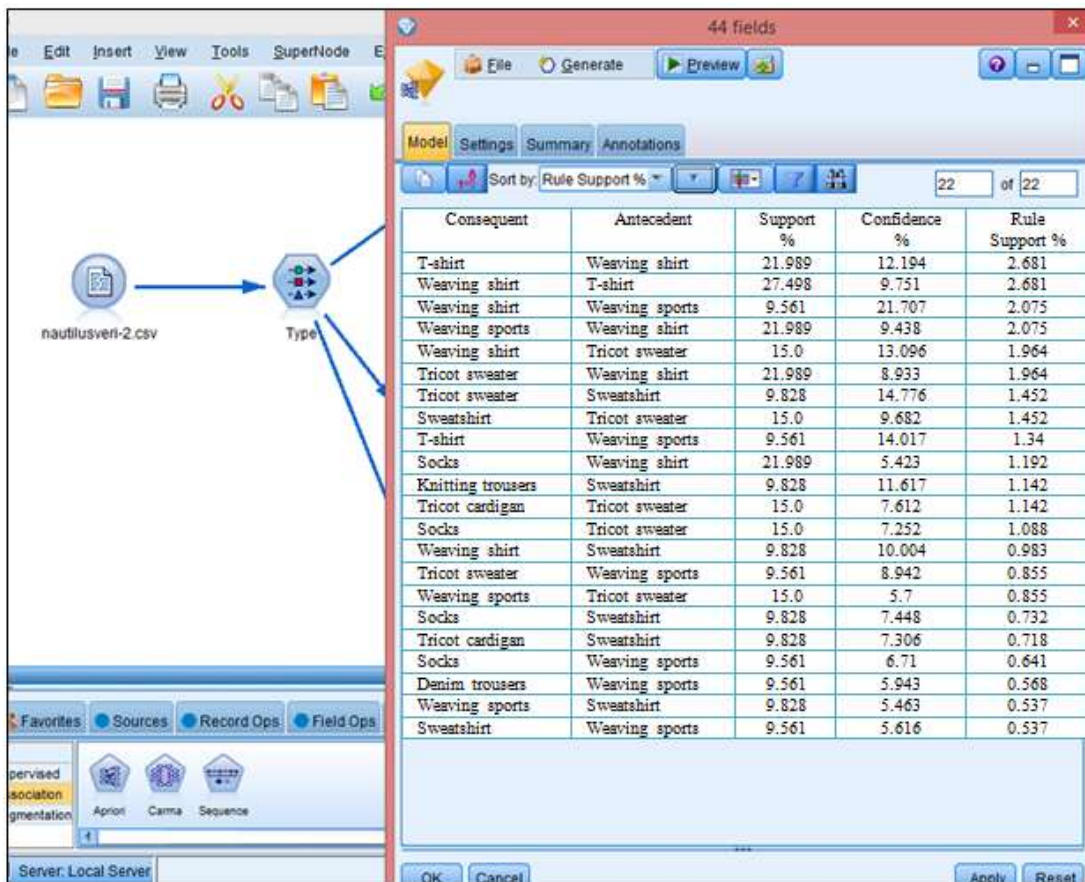 44 fields
Edit Insert View Tools SuperNode
File Generate Preview
Model Settings Summary Annotations
Sort by: Rule Support % 22 of 22
Consequent Antecedent Support % Confidence % Rule Support %
T-shirt Weaving shirt 21.989 12.194 2.681
Weaving shirt T-shirt 27.498 9.751 2.681
Weaving shirt Weaving sports 9.561 21.707 2.075
Weaving sports Weaving shirt 21.989 9.438 2.075
Weaving shirt Tricot sweater 15.0 13.096 1.964
Tricot sweater Weaving shirt 21.989 8.933 1.964
Tricot sweater Sweatshirt 9.828 14.776 1.452
Sweatshirt Tricot sweater 15.0 9.682 1.452
T-shirt Weaving sports 9.561 14.017 1.34
Socks Weaving shirt 21.989 5.423 1.192
Knitting trousers Sweatshirt 9.828 11.617 1.142
Tricot cardigan Tricot sweater 15.0 7.612 1.142
Socks Tricot sweater 15.0 7.252 1.088
Weaving shirt Sweatshirt 9.828 10.004 0.983
Tricot sweater Weaving sports 9.561 8.942 0.855
Weaving sports Tricot sweater 15.0 5.7 0.855
Socks Sweatshirt 9.828 7.448 0.732
Tricot cardigan Sweatshirt 9.828 7.306 0.718
Socks Weaving sports 9.561 6.71 0.641
Denim trousers Weaving sports 9.561 5.943 0.568
Weaving sports Sweatshirt 9.828 5.463 0.537
Sweatshirt Weaving sports 9.561 5.616 0.537
nautilusveri-2.csv Type
Favorites Sources Record Ops Field Ops
pervised
sociation
gmentation
Apriori Carma Sequence
Server: Local Server
OK Cancel Apply Reset